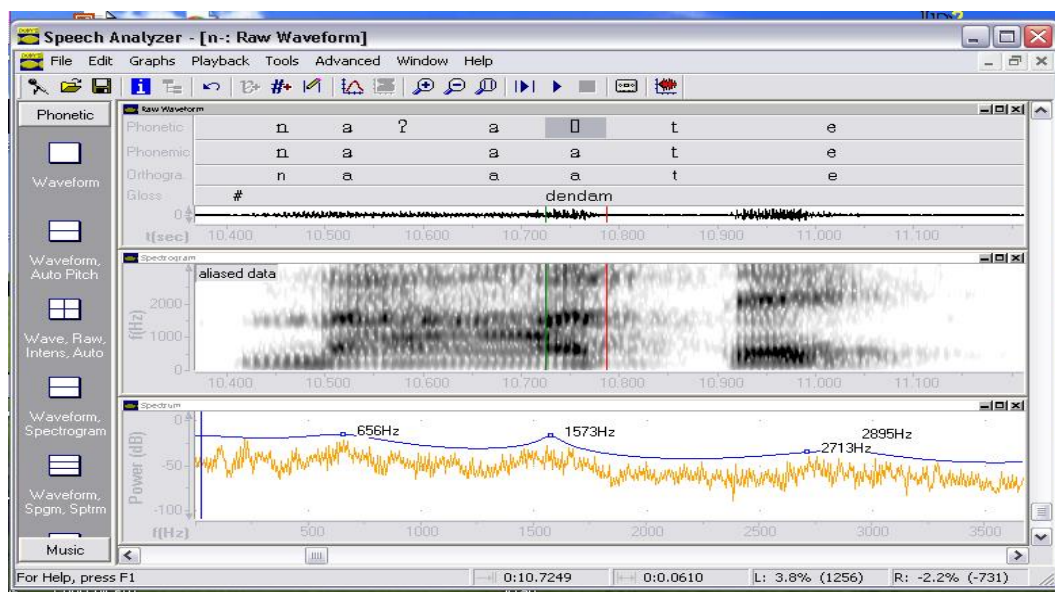 Speech Analyzer - [n-: Raw Waveform]
File Edit Graphs Playback Tools Advanced Window Help
Phonetic
Waveform
Waveform,
Auto Pitch
Wave, Raw,
Intens, Auto
Waveform,
Spectrogram
Waveform,
Spgm, Sptrm
Music
Raw Waveform
Phonetic n a ? a t e
Phonemic n a a a t e
Orthogra. n a a a t e
Gloss # dendam
0
t(sec) 10.400 10.500 10.600 10.700 10.800 10.900 11.000 11.100
Spectrogram
aliased data
f(Hz)
2000
1000
0
10.400 10.500 10.600 10.700 10.800 10.900 11.000 11.100
Spectrum
Power (dB)
0
-50
-100
656Hz 1573Hz 2713Hz 2895Hz
f(Hz) 500 1000 1500 2000 2500 3000 3500
For Help, press F1 0:10.7249 0:0.0610 L: 3.8% (1256) R: -2.2% (-731)